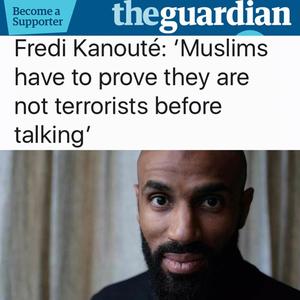 Become a
Supporter
theguardian
Fredi Kanouté: ‘Muslims
have to prove they are
not terrorists before
talking’